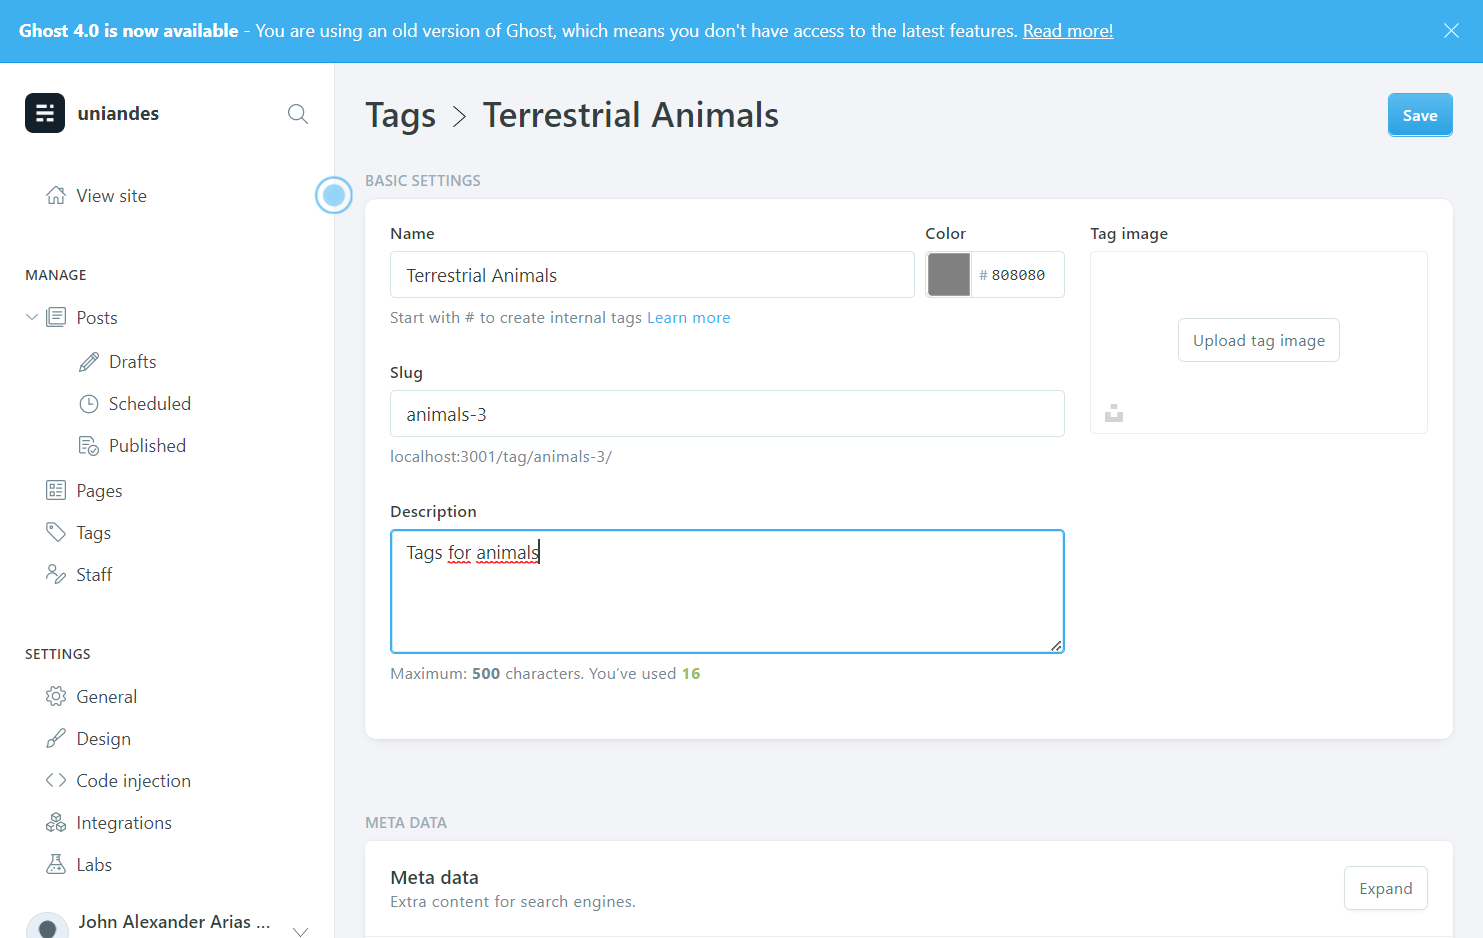 Ghost 4.0 is now available - You are using an old version of Ghost, which means you don't have access to the latest features. Read more!
uniandes
View site
MANAGE
Posts
Drafts
Scheduled
Published
Pages
Tags
Staff
SETTINGS
General
Design
Code injection
Integrations
Labs
John Alexander Arias ...
Tags > Terrestrial Animals
Save
BASIC SETTINGS
Name
Terrestrial Animals
Start with # to create internal tags Learn more
Color
# 808080
Tag image
Upload tag image
Slug
animals-3
localhost:3001/tag/animals-3/
Description
Tags for animals
Maximum: 500 characters. You’ve used 16
META DATA
Meta data
Extra content for search engines.
Expand